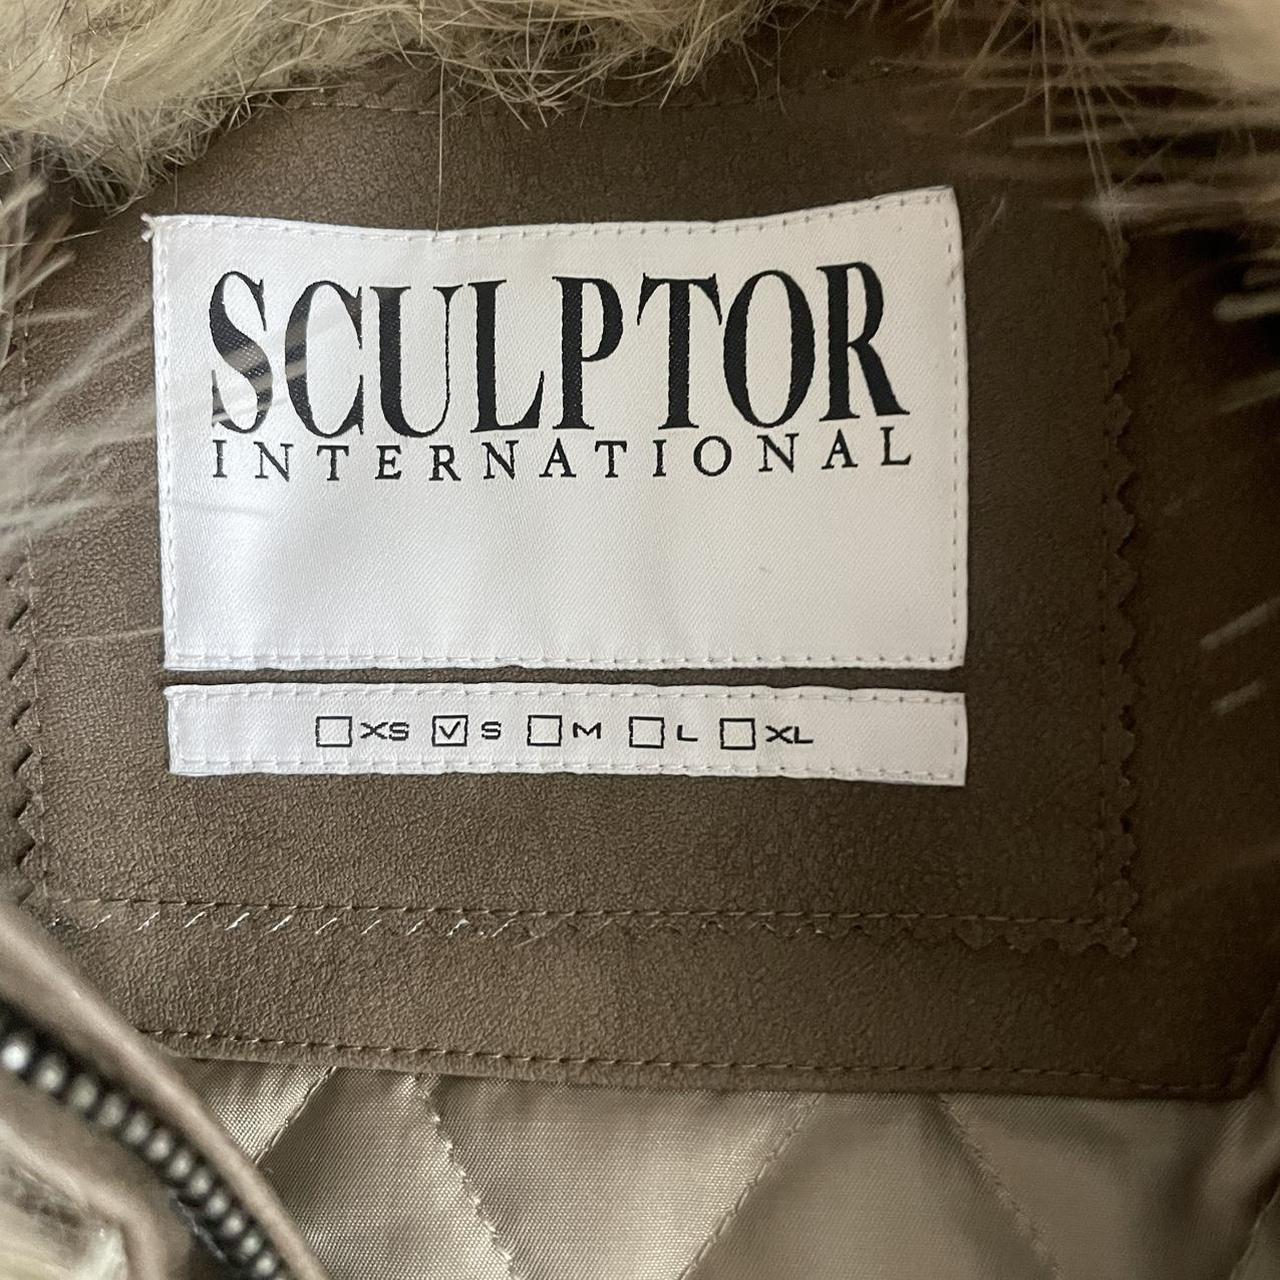 SCULPTOR
INTERNATIONAL
☐ XS ☑ S ☐ M ☐ L ☐ XL